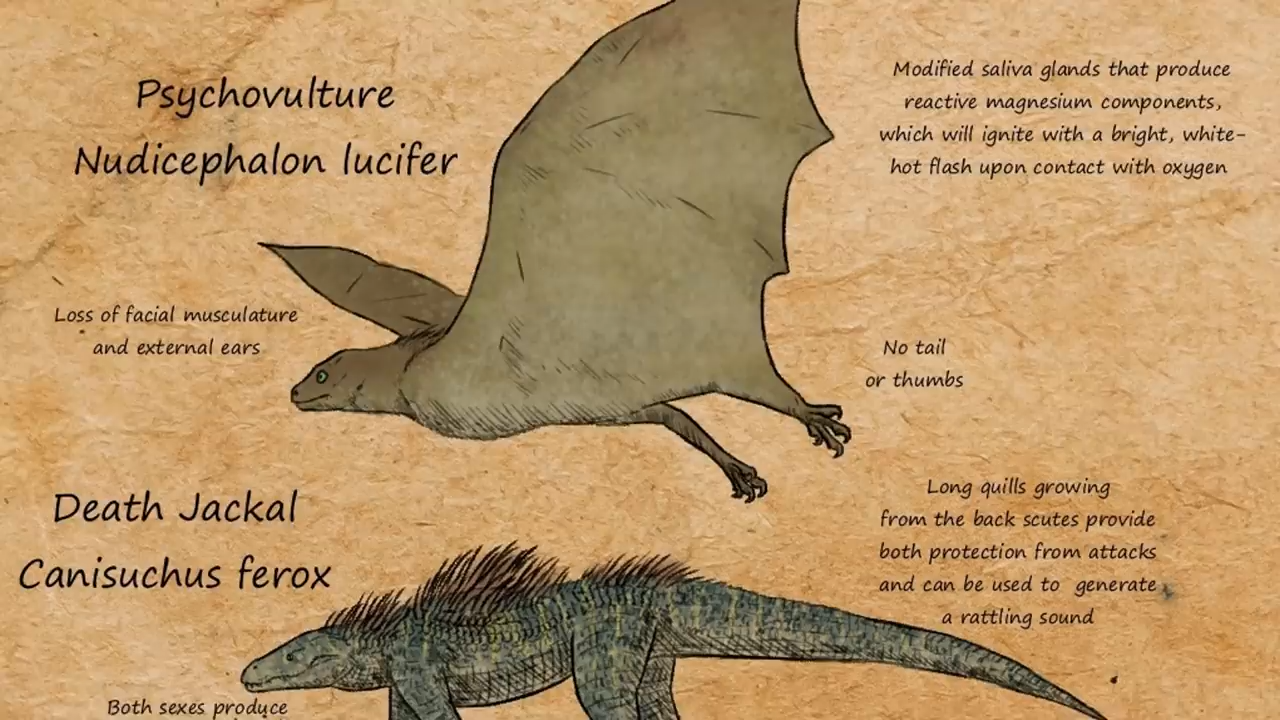 Psychovulture
Nudicephalon lucifer
Modified saliva glands that produce
reactive magnesium components,
which will ignite with a bright, white-
hot flash upon contact with oxygen
Loss of facial musculature
and external ears
No tail
or thumbs
Death Jackal
Canisuchus ferox
Long quills growing
from the back scutes provide
both protection from attacks
and can be used to generate
a rattling sound
Both sexes produce